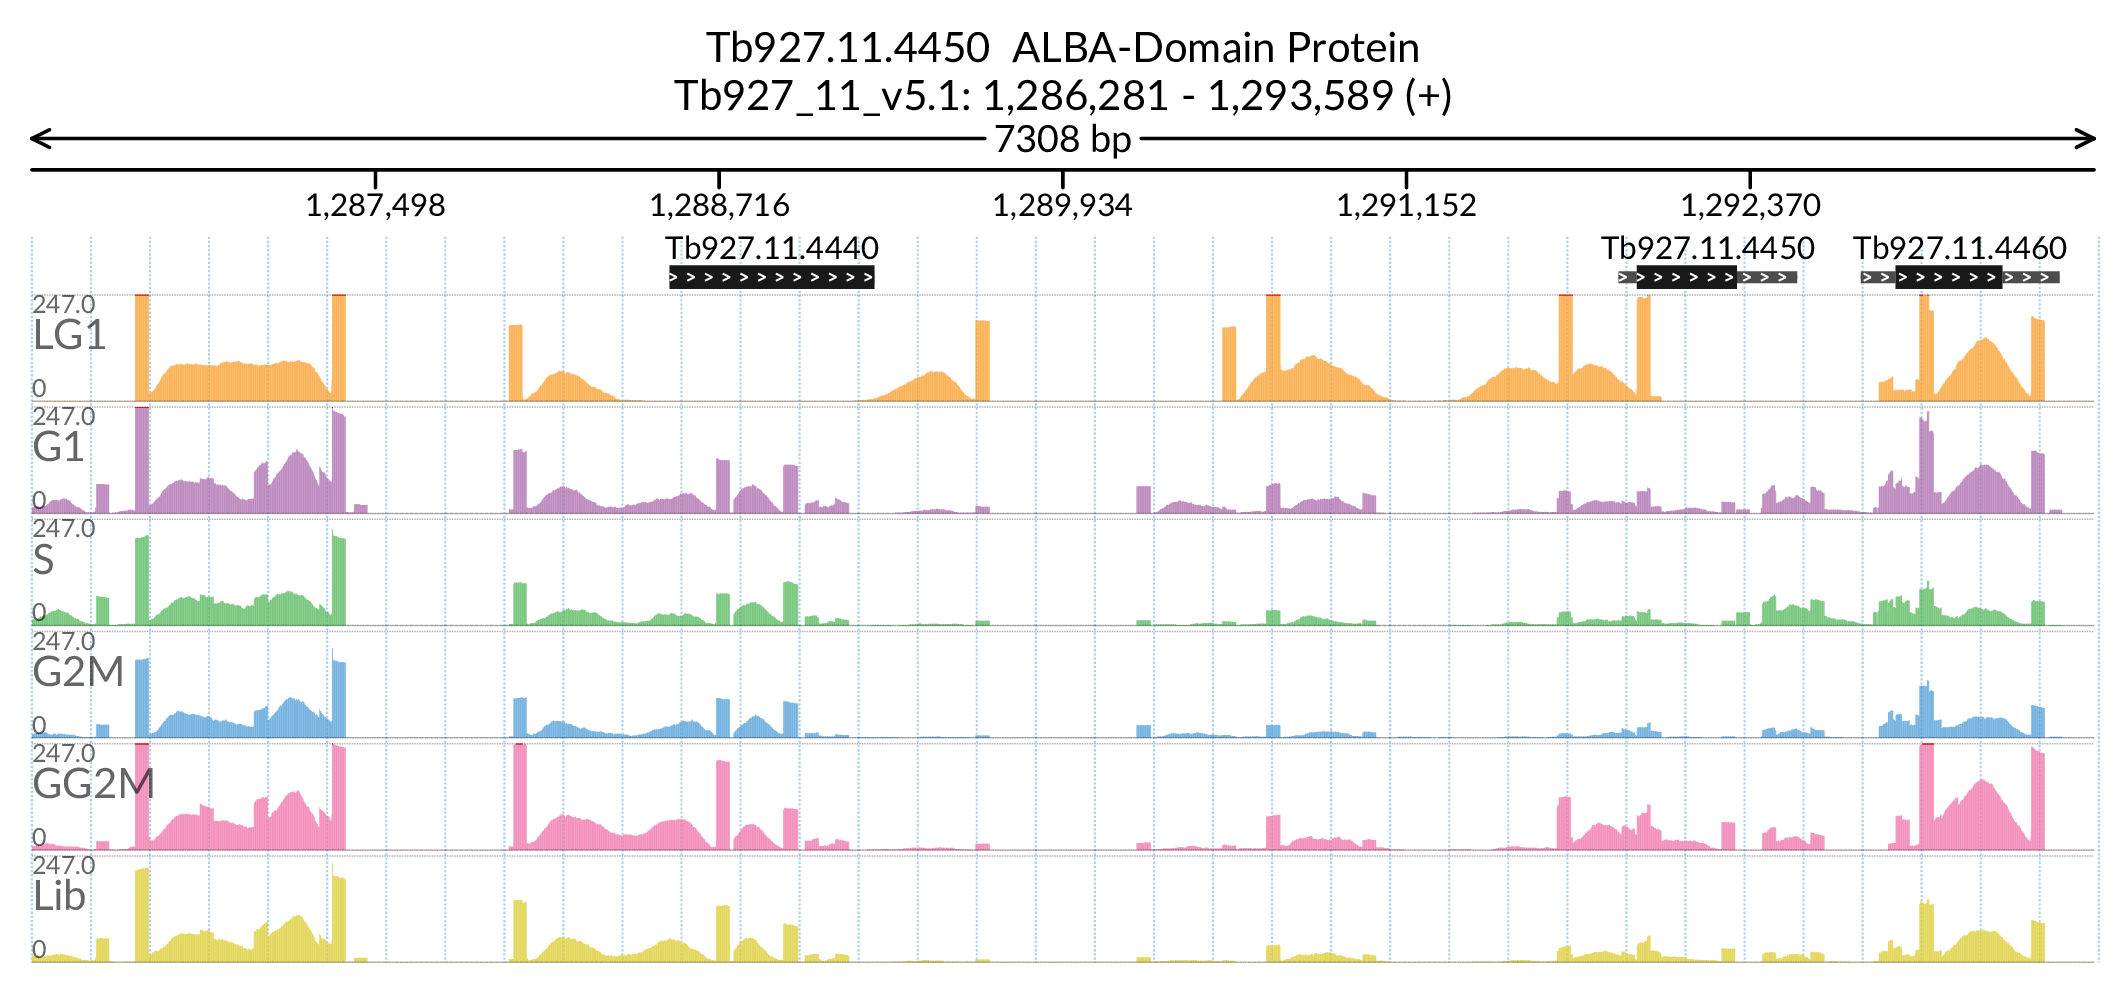 Tb927.11.4450 ALBA-Domain Protein
Tb927_11_v5.1: 1,286,281 - 1,293,589 (+)
7308 bp
1,287,498 1,288,716 1,289,934 1,291,152 1,292,370
Tb927.11.4440 Tb927.11.4450 Tb927.11.4460
247.0
LG1
0
247.0
G1
0
247.0
S
0
247.0
G2M
0
247.0
GG2M
0
247.0
Lib
0